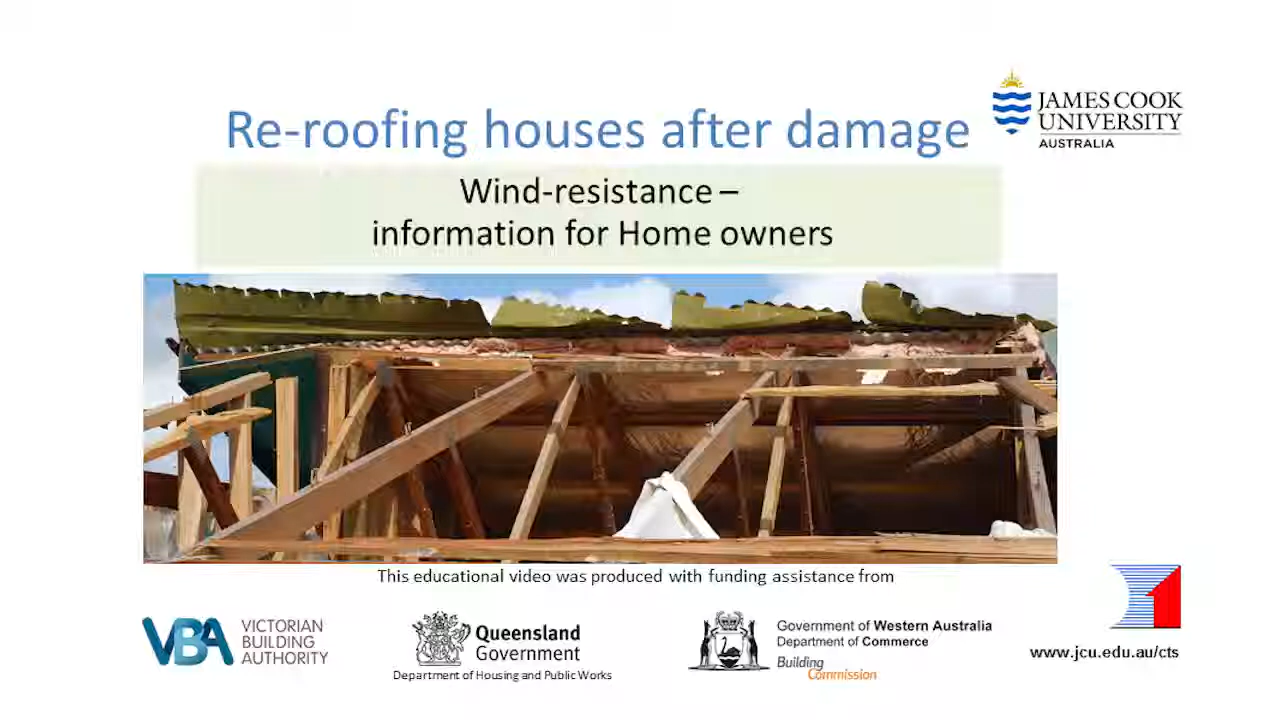 Re-roofing houses after damage
JAMES COOK
UNIVERSITY
AUSTRALIA
Wind-resistance –
information for Home owners
This educational video was produced with funding assistance from
VBA
VICTORIAN
BUILDING
AUTHORITY
Queensland
Government
Department of Housing and Public Works
Government of Western Australia
Department of Commerce
Building
Commission
www.jcu.edu.au/cts